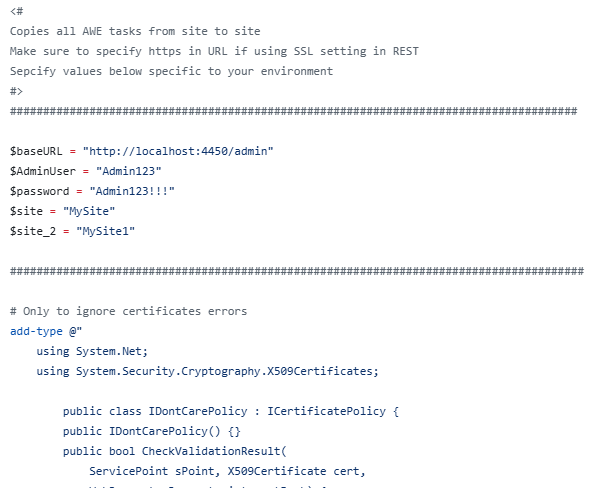 <#
Copies all AWE tasks from site to site
Make sure to specify https in URL if using SSL setting in REST
Sepcify values below specific to your environment
#>
######################################################################################
$baseURL = "http://localhost:4450/admin"
$AdminUser = "Admin123"
$password = "Admin123!!!"
$site = "MySite"
$site_2 = "MySite1"
#######################################################################################
# Only to ignore certificates errors
add-type @"
    using System.Net;
    using System.Security.Cryptography.X509Certificates;
        public class IDontCarePolicy : ICertificatePolicy {
        public IDontCarePolicy() {}
        public bool CheckValidationResult(
            ServicePoint sPoint, X509Certificate cert,